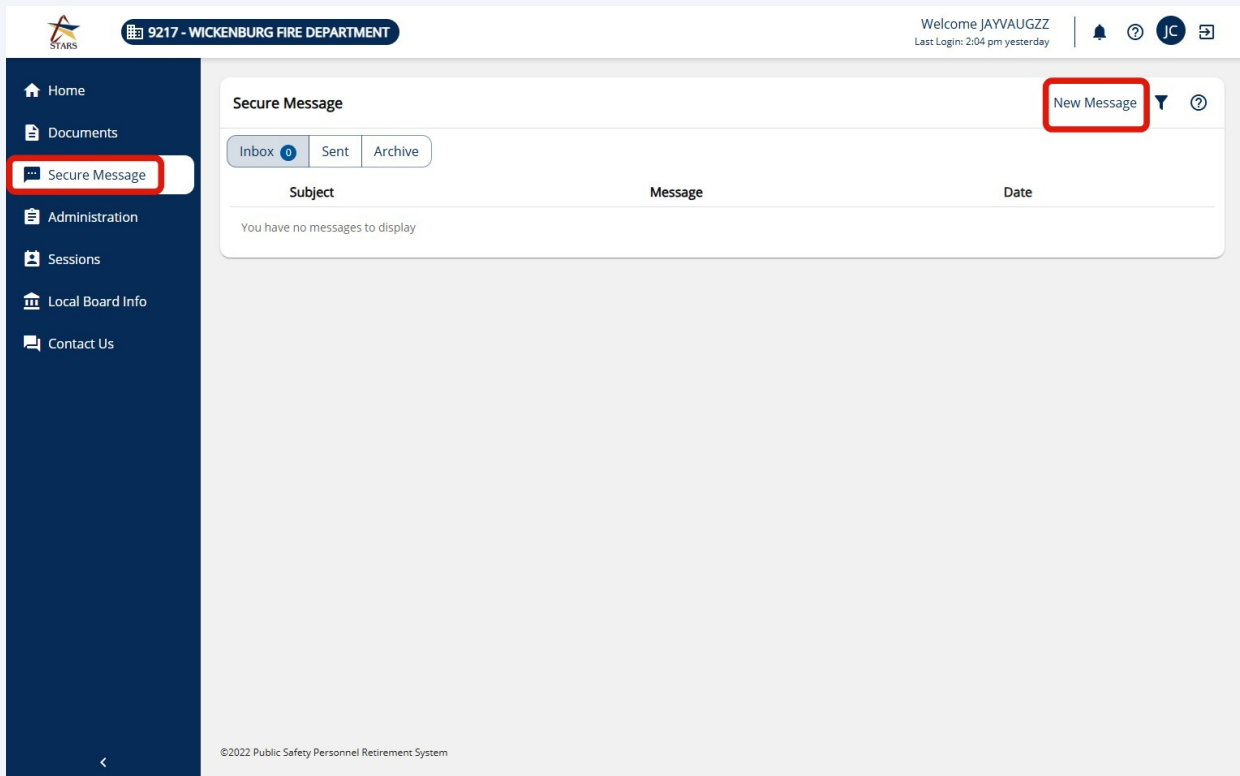 STARS
9217 - WICKENBURG FIRE DEPARTMENT
Welcome JAYVAUGZZ
Last Login: 2:04 pm yesterday
JC
Home
Documents
Secure Message
Administration
Sessions
Local Board Info
Contact Us
Secure Message
New Message
Inbox 0 Sent Archive
Subject Message Date
You have no messages to display
©2022 Public Safety Personnel Retirement System